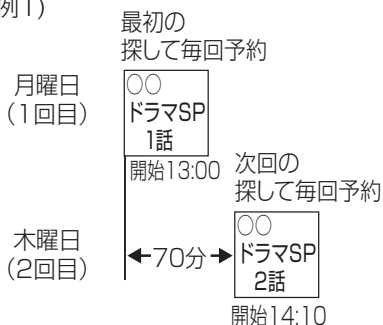 例1)
最初の
探して毎回予約
月曜日
(1回目)
○○
ドラマSP
1話
開始13:00
次回の
探して毎回予約
木曜日
(2回目)
70分
○○
ドラマSP
2話
開始14:10